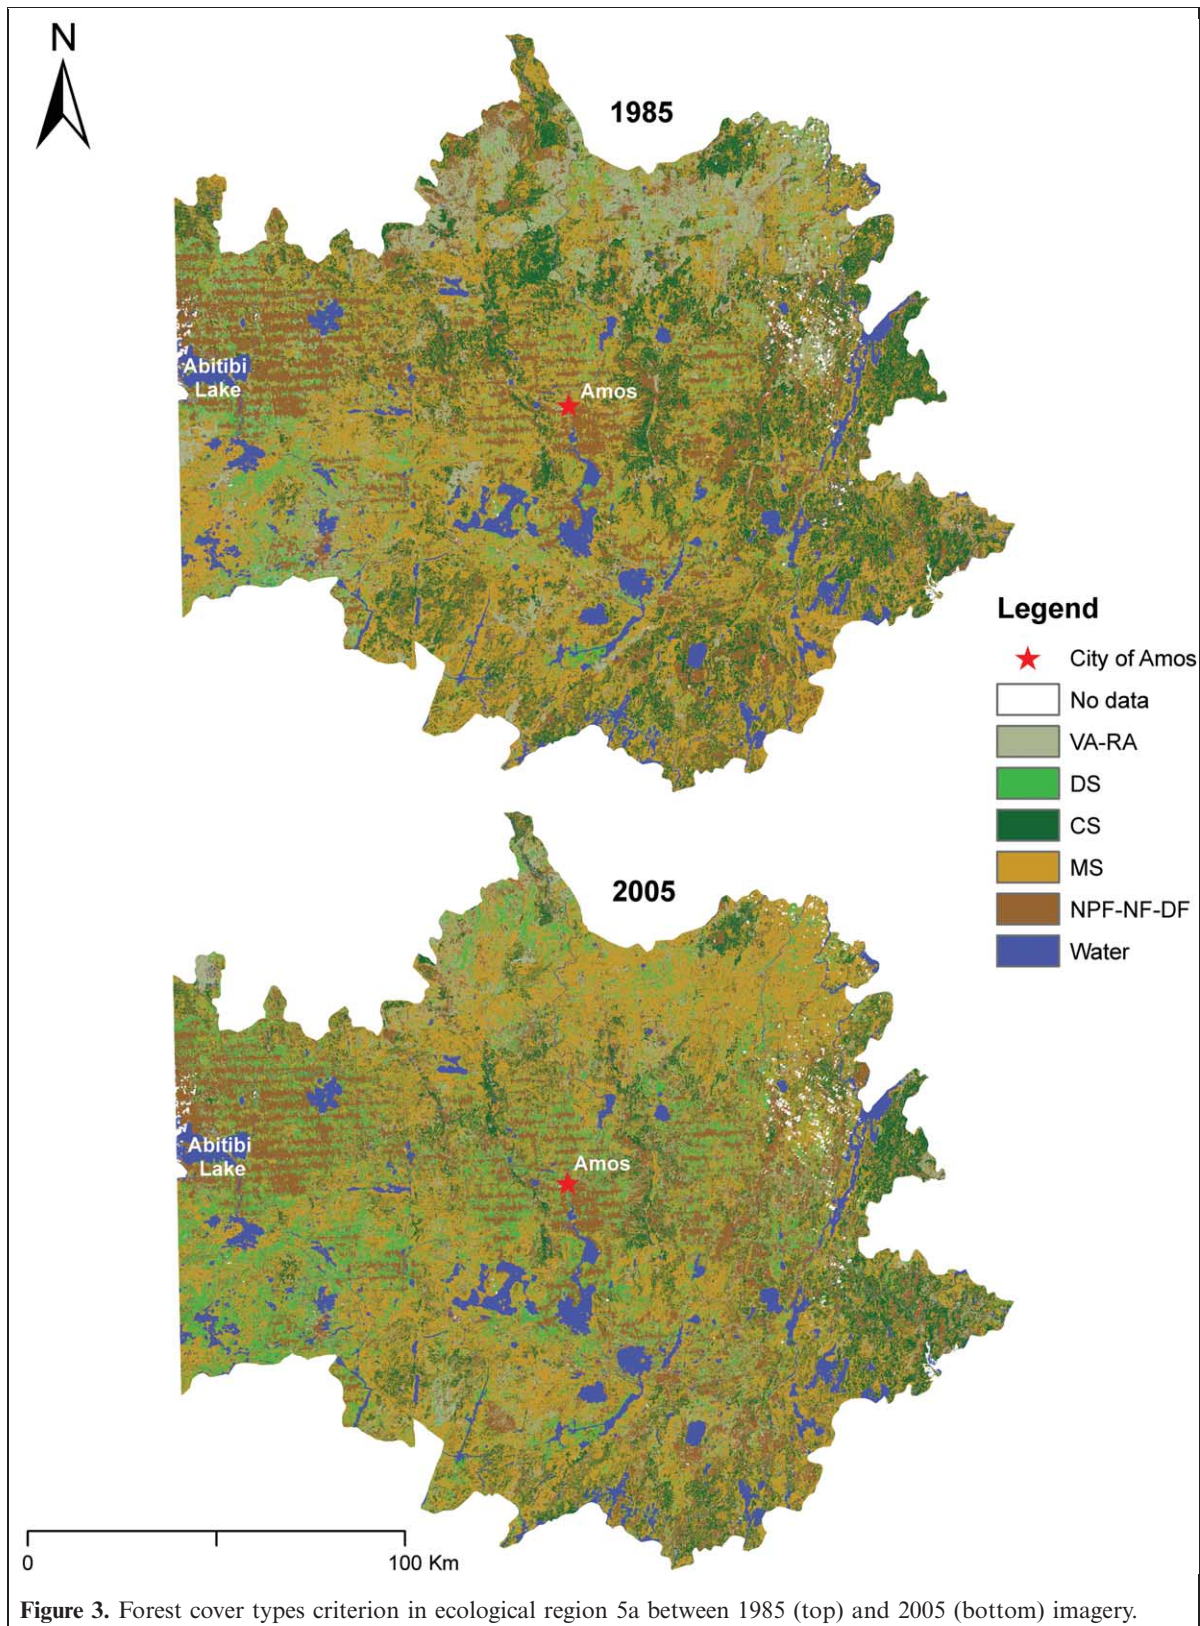 N
1985
Abitibi
Lake
Amos
Legend
City of Amos
No data
VA-RA
DS
CS
MS
NPF-NF-DF
Water
2005
Abitibi
Lake
Amos
0
100 Km
Figure 3. Forest cover types criterion in ecological region 5a between 1985 (top) and 2005 (bottom) imagery.